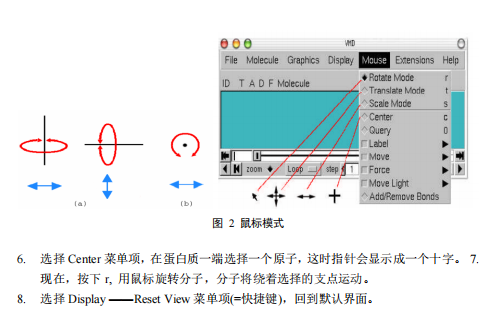 VMD
File Molecule Graphics Display Mouse Extensions Help
ID T A D F Molecule
Rotate Mode r
Translate Mode t
Scale Mode s
Center c
Query 0
Label
Move
Force
Move Light
Add/Remove Bonds
zoom Loop step 1
(a) (b)
图 2 鼠标模式
6. 选择 Center 菜单项，在蛋白质一端选择一个原子，这时指针会显示成一个十字。 7.
现在，按下 r, 用鼠标旋转分子，分子将绕着选择的支点运动。
8. 选择 Display ——Reset View 菜单项(=快捷键)，回到默认界面。